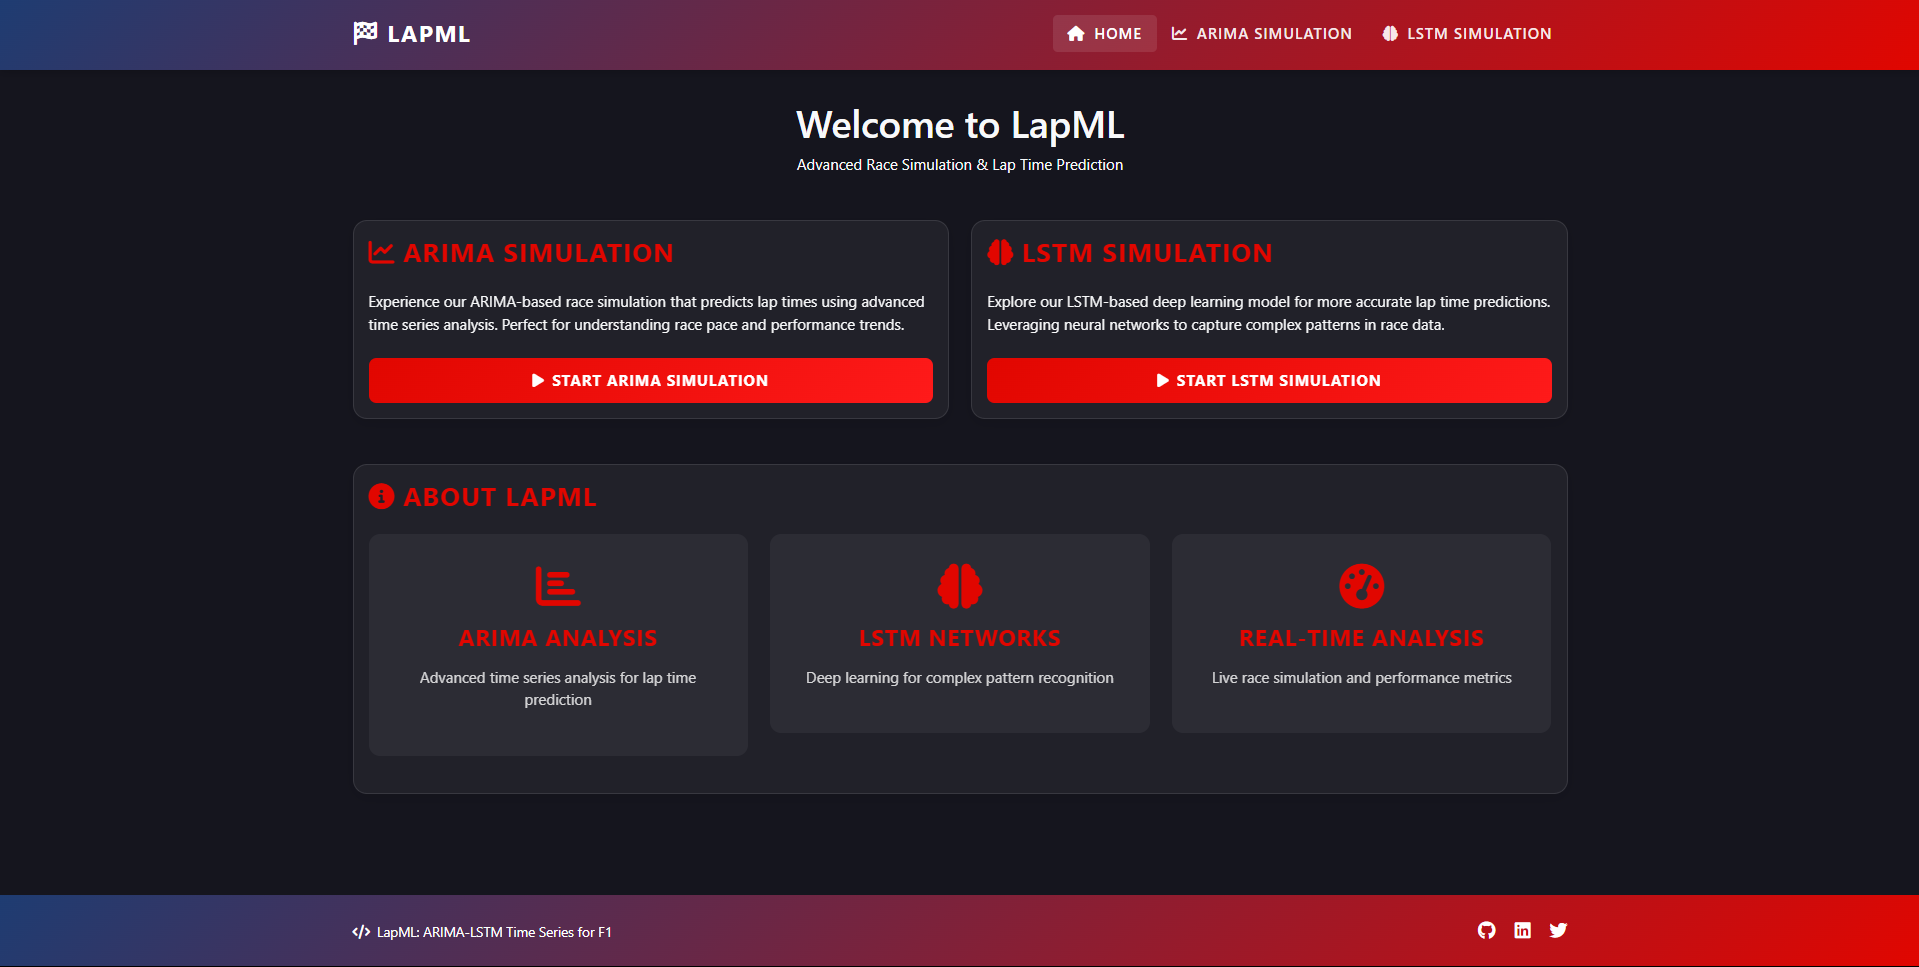 LAPML
HOME
ARIMA SIMULATION
LSTM SIMULATION
Welcome to LapML
Advanced Race Simulation & Lap Time Prediction
ARIMA SIMULATION
Experience our ARIMA-based race simulation that predicts lap times using advanced
time series analysis. Perfect for understanding race pace and performance trends.
START ARIMA SIMULATION
LSTM SIMULATION
Explore our LSTM-based deep learning model for more accurate lap time predictions.
Leveraging neural networks to capture complex patterns in race data.
START LSTM SIMULATION
ABOUT LAPML
ARIMA ANALYSIS
Advanced time series analysis for lap time
prediction
LSTM NETWORKS
Deep learning for complex pattern recognition
REAL-TIME ANALYSIS
Live race simulation and performance metrics
LapML: ARIMA-LSTM Time Series for F1